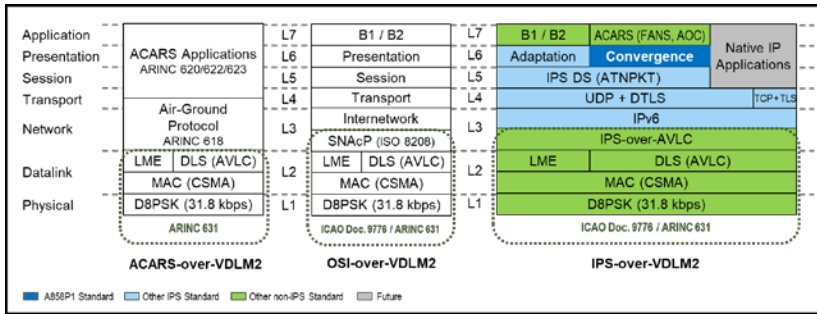 Application
Presentation
Session
Transport
Network
Datalink
Physical
ACARS Applications
ARINC 620/622/623
Air-Ground
Protocol
ARINC 618
LME DLS (AVLC)
MAC (CSMA)
D8PSK (31.8 kbps)
ARINC 631
ACARS-over-VDLM2
L7
L6
L5
L4
L3
L2
L1
B1 / B2
Presentation
Session
Transport
Internetwork
SNAcP (ISO 8208)
LME DLS (AVLC)
MAC (CSMA)
D8PSK (31.8 kbps)
ICAO Doc. 9776 / ARINC 631
OSI-over-VDLM2
L7
L6
L5
L4
L3
L2
L1
B1 / B2 ACARS (FANS, AOC)
Adaptation Convergence
Native IP
Applications
IPS DS (ATNPKT)
UDP + DTLS TCP+TLS
IPv6
IPS-over-AVLC
LME DLS (AVLC)
MAC (CSMA)
D8PSK (31.8 kbps)
ICAO Doc. 9776 / ARINC 631
IPS-over-VDLM2
A858P1 Standard Other IPS Standard Other non-IPS Standard Future